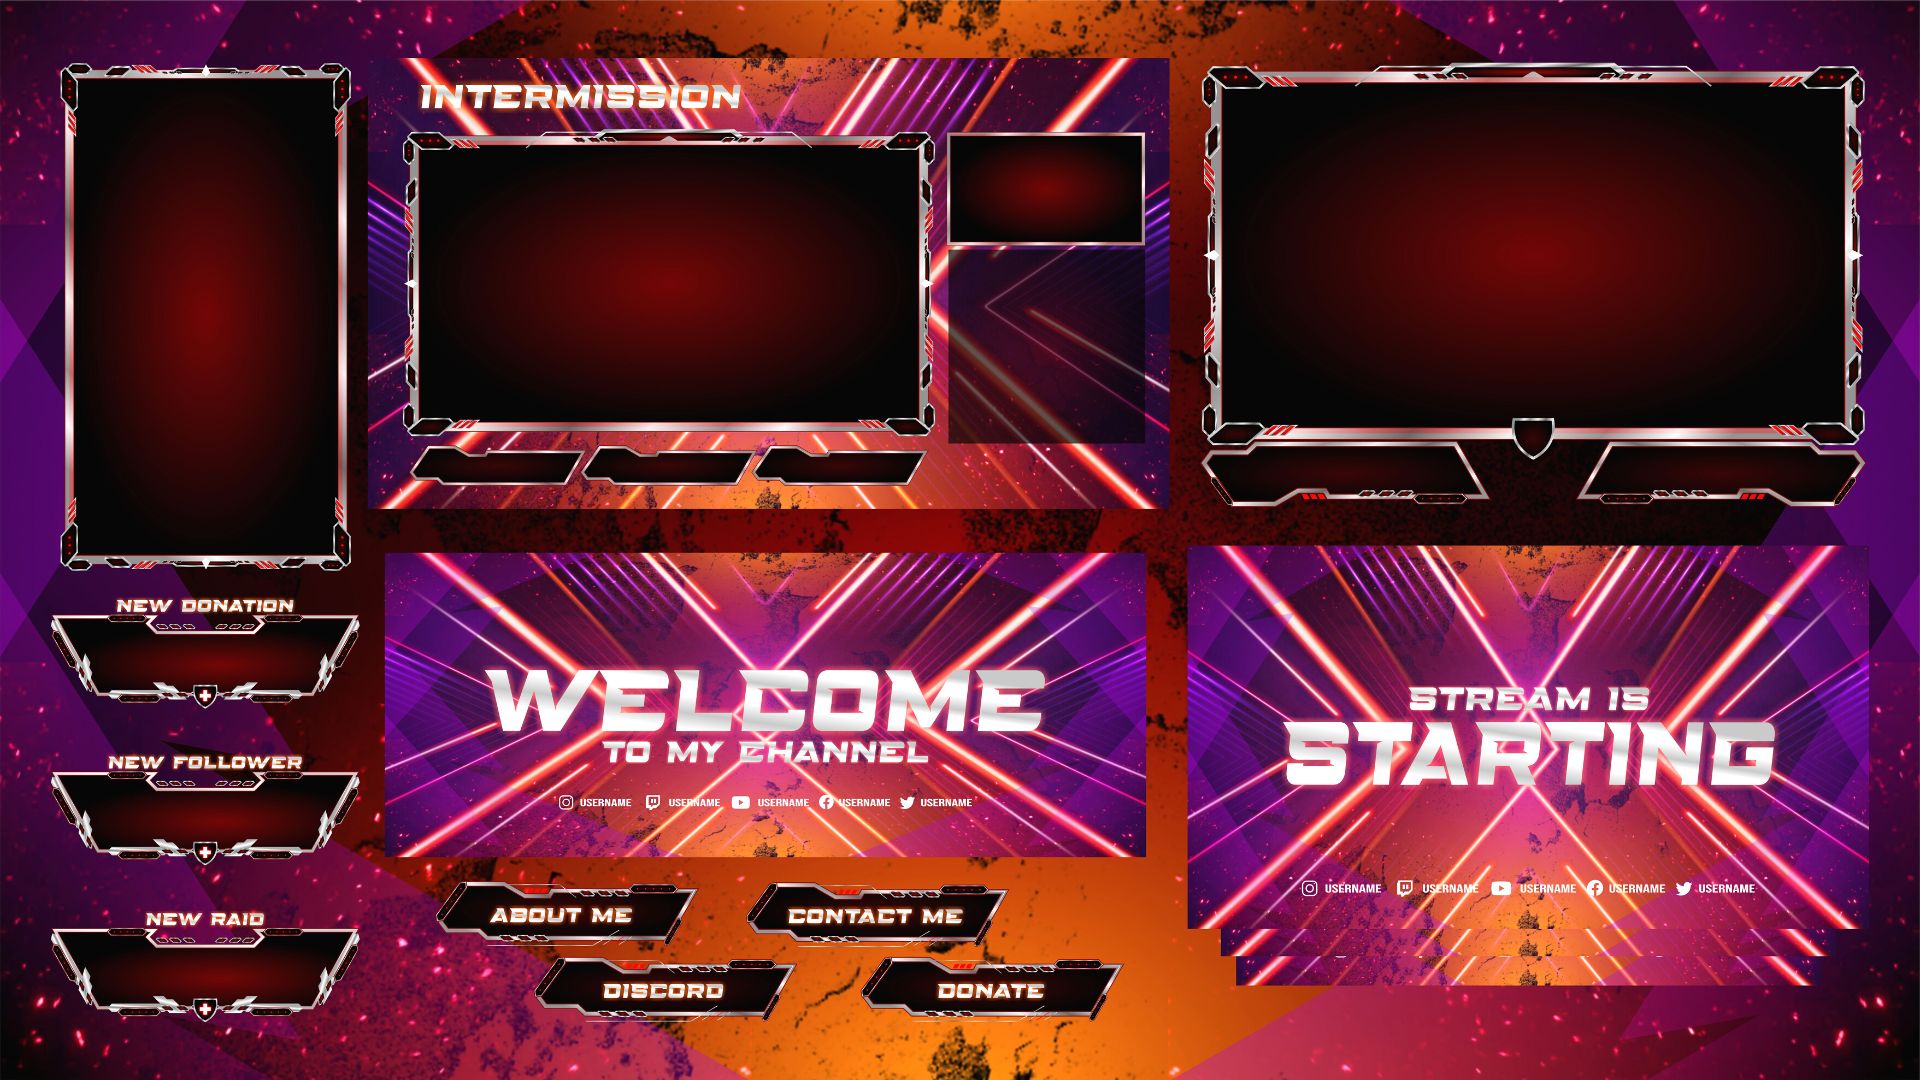 INTERMISSION
NEW DONATION
NEW FOLLOWER
NEW RAID
WELCOME
TO MY CHANNEL
USERNAME USERNAME USERNAME USERNAME USERNAME
STREAM IS
STARTING
USERNAME USERNAME USERNAME USERNAME USERNAME
ABOUT ME
CONTACT ME
DISCORD
DONATE